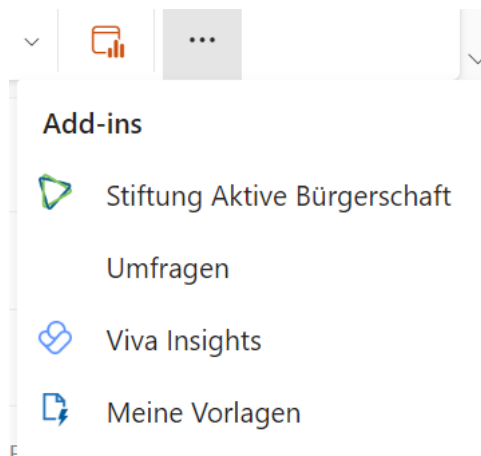 Add-ins
Stiftung Aktive Bürgerschaft
Umfragen
Viva Insights
Meine Vorlagen